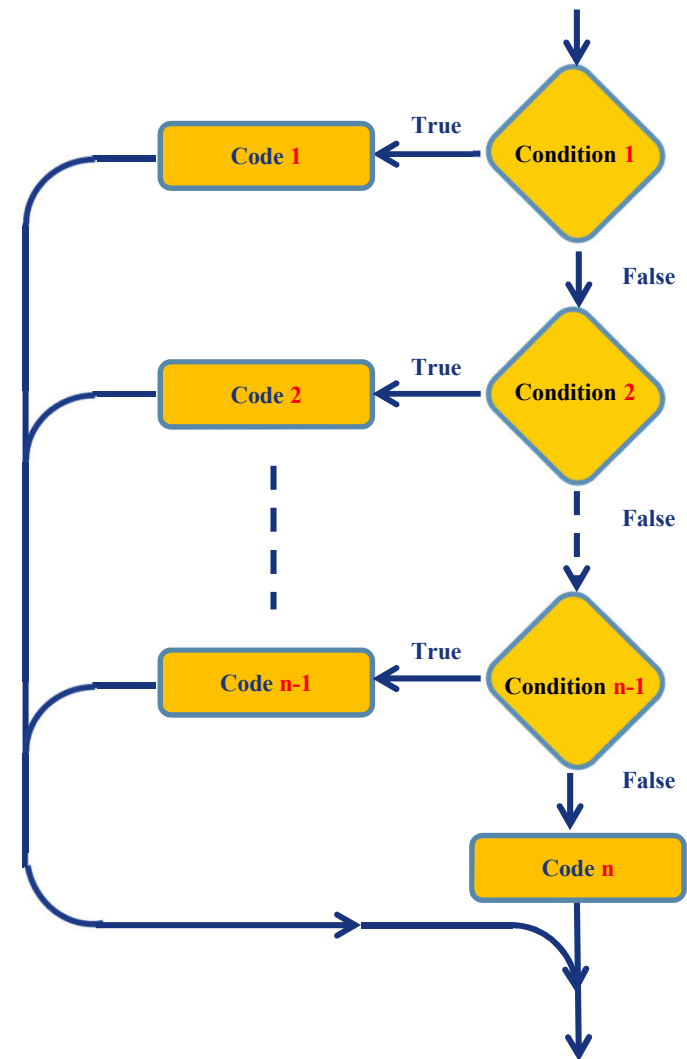 True
Code 1
Condition 1
False
True
Code 2
Condition 2
False
True
Code n-1
Condition n-1
False
Code n